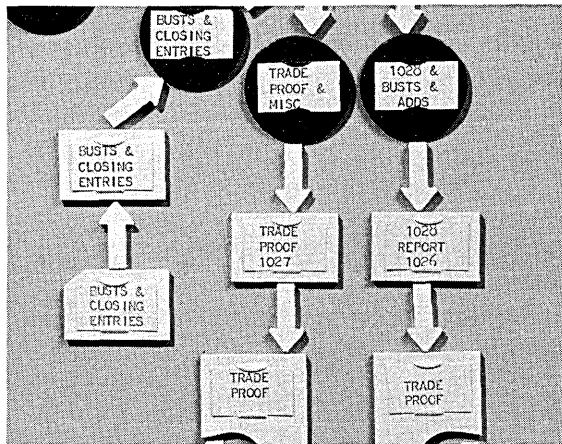 BUSTS &
CLOSING
ENTRIES
TRADE
PROOF &
MISC
1028 &
BUSTS &
ADDS
BUSTS &
CLOSING
ENTRIES
TRADE
PROOF
1027
1028
REPORT
1026
BUSTS &
CLOSING
ENTRIES
TRADE
PROOF
TRADE
PROOF